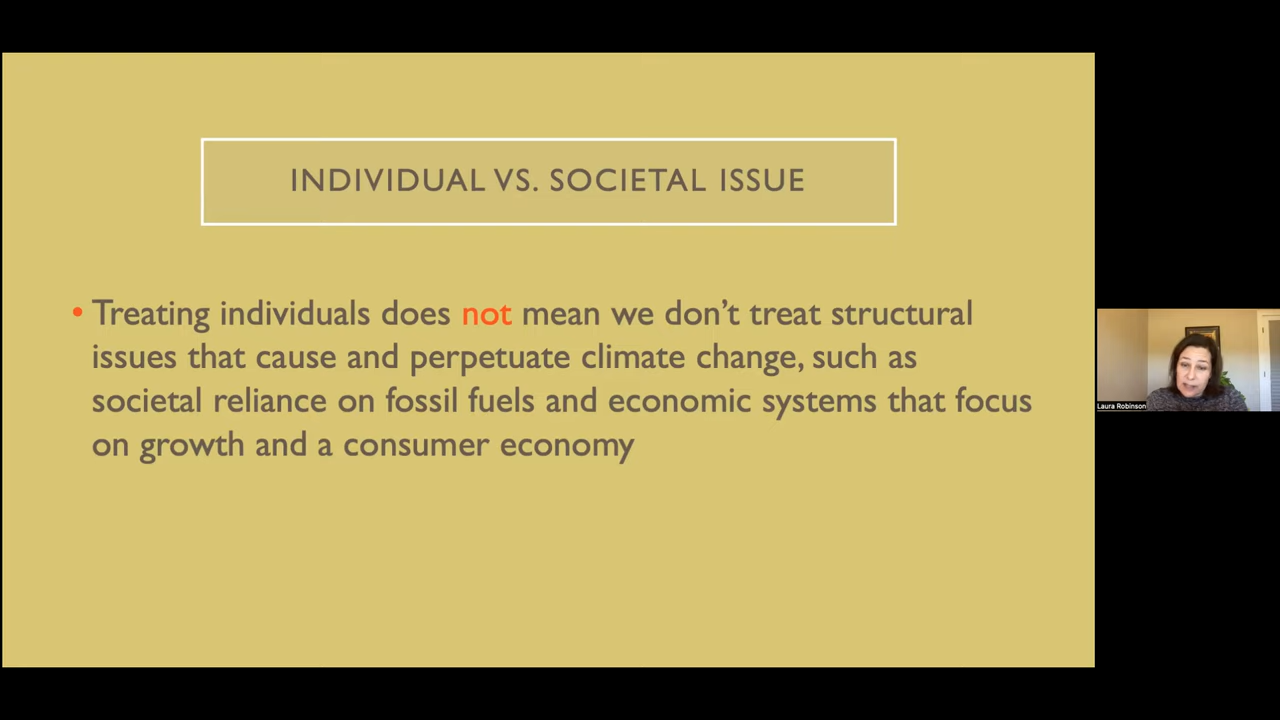 INDIVIDUAL VS. SOCIETAL ISSUE
• Treating individuals does not mean we don’t treat structural
issues that cause and perpetuate climate change, such as
societal reliance on fossil fuels and economic systems that focus
on growth and a consumer economy
Laura Robinson